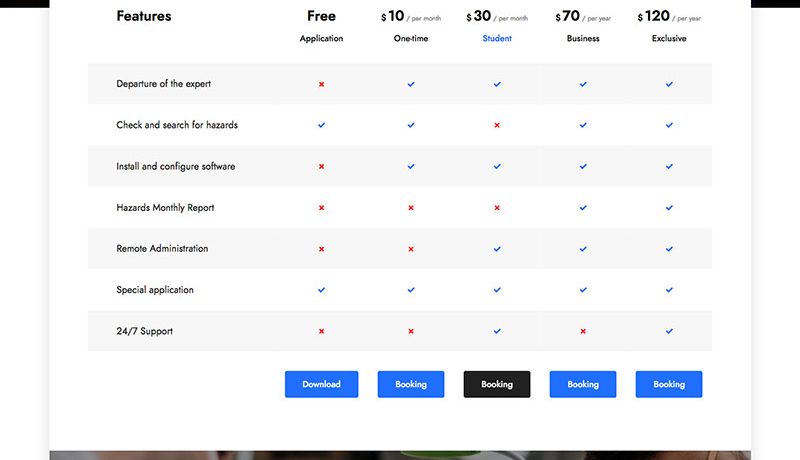 Features Free $ 10 / per month $ 30 / per month $ 70 / per year $ 120 / per year
Application One-time Student Business Exclusive
Departure of the expert
Check and search for hazards
Install and configure software
Hazards Monthly Report
Remote Administration
Special application
24/7 Support
Download Booking Booking Booking Booking